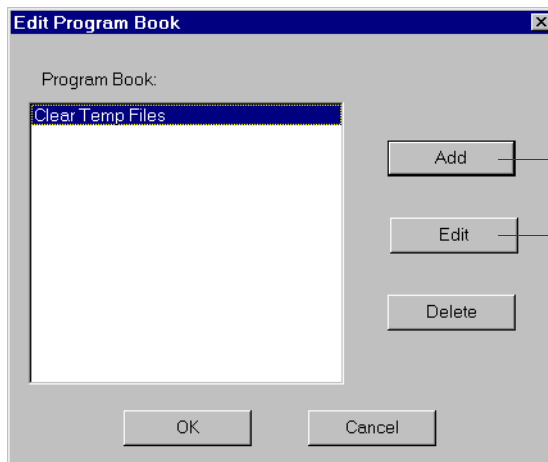 Edit Program Book
Program Book:
Clear Temp Files
Add
Edit
Delete
OK
Cancel